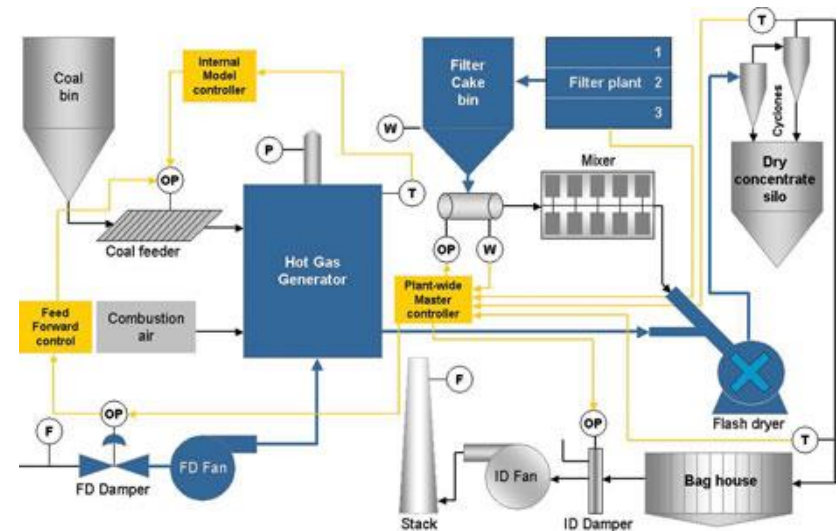 Coal
bin
Internal
Model
controller
Filter
Cake
bin
1
Filter plant 2
3
T
Cyclones
Dry
concentrate
silo
W
P
OP
T
Mixer
Coal feeder
Hot Gas
Generator
OP
W
Plant-wide
Master
controller
Feed
Forward
control
Combustion
air
F
OP
F
OP
Flash dryer
T
FD Fan
FD Damper
ID Fan
Bag house
Stack
ID Damper